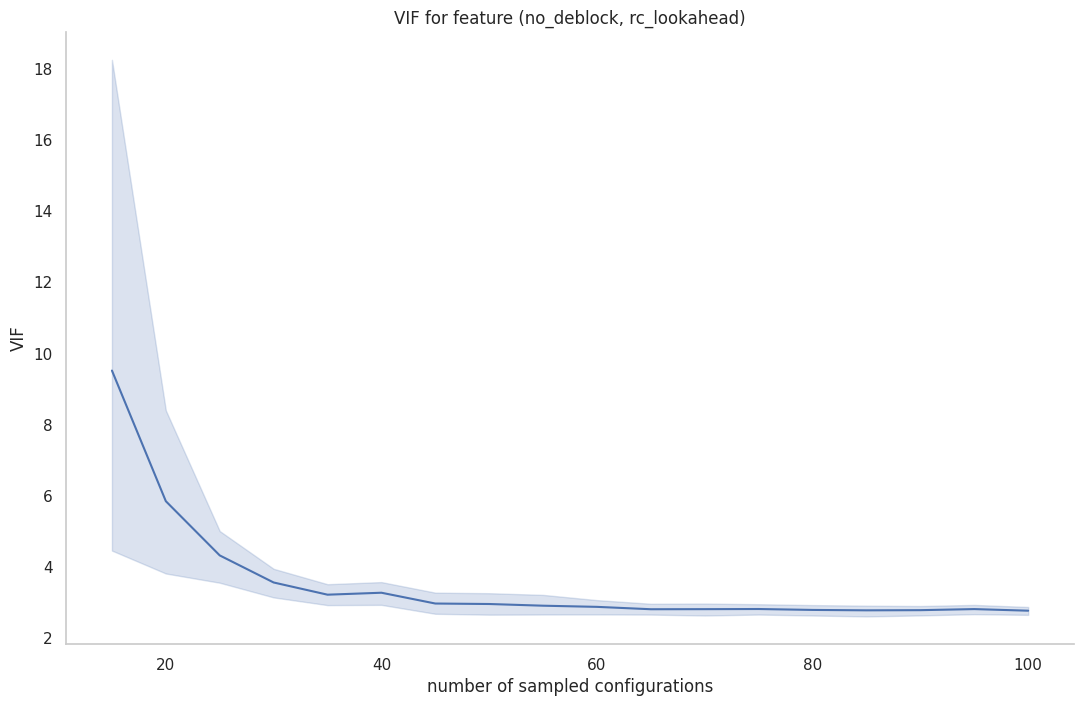 VIF for feature (no_deblock, rc_lookahead)
18
16
14
12
10
8
6
4
2
VIF
20 40 60 80 100
number of sampled configurations